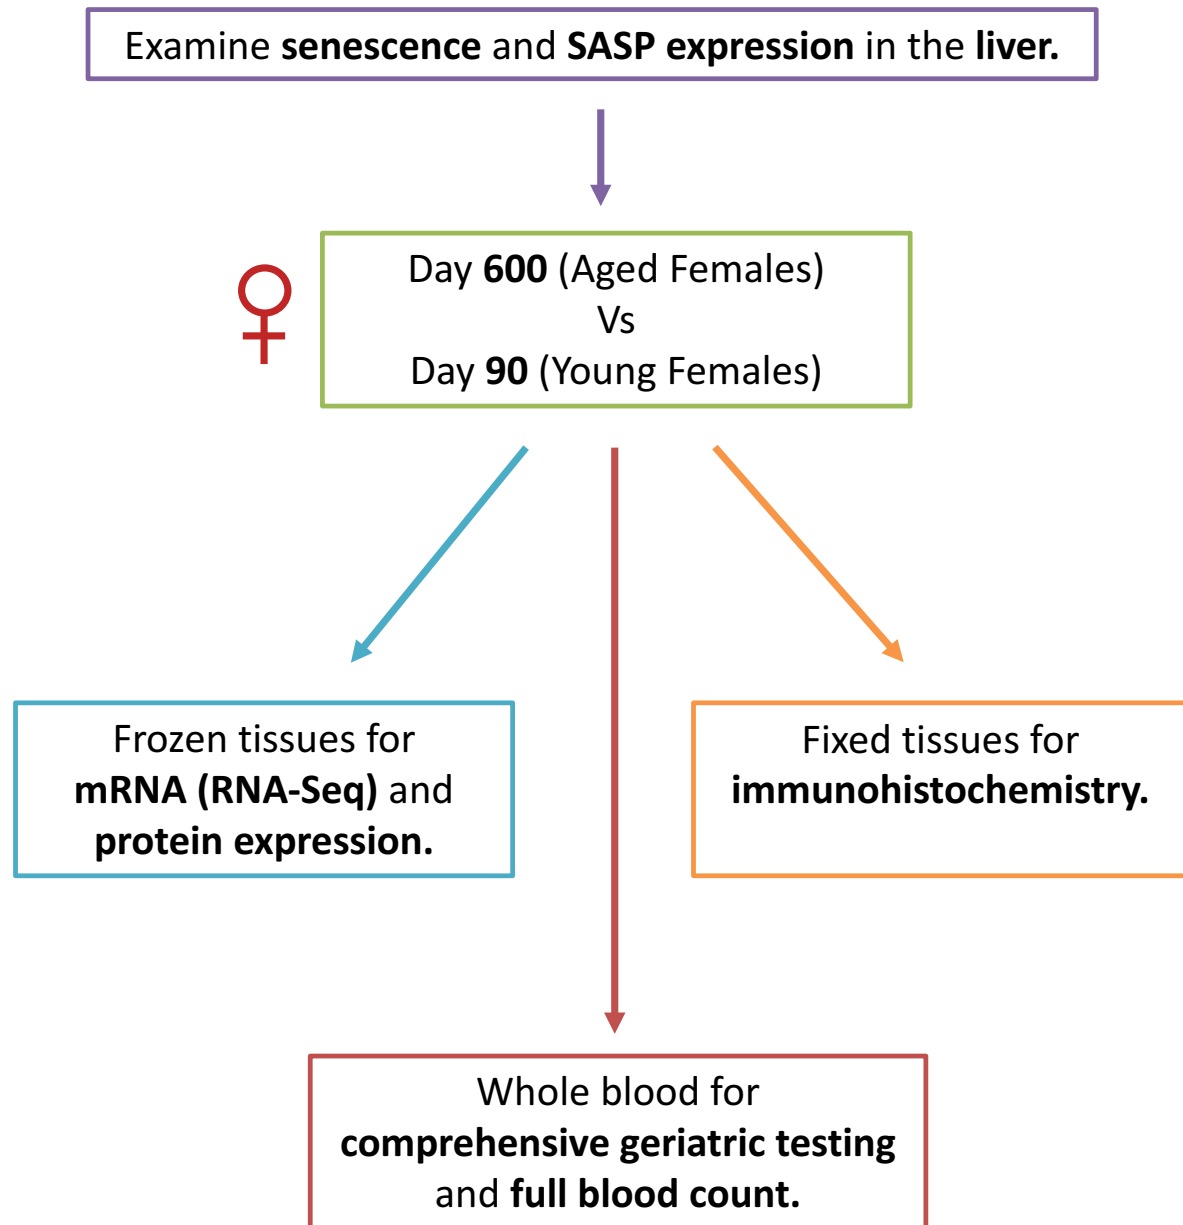 Examine senescence and SASP expression in the liver.
Day 600 (Aged Females)
Vs
Day 90 (Young Females)
Frozen tissues for
mRNA (RNA-Seq) and
protein expression.
Fixed tissues for
immunohistochemistry.
Whole blood for
comprehensive geriatric testing
and full blood count.